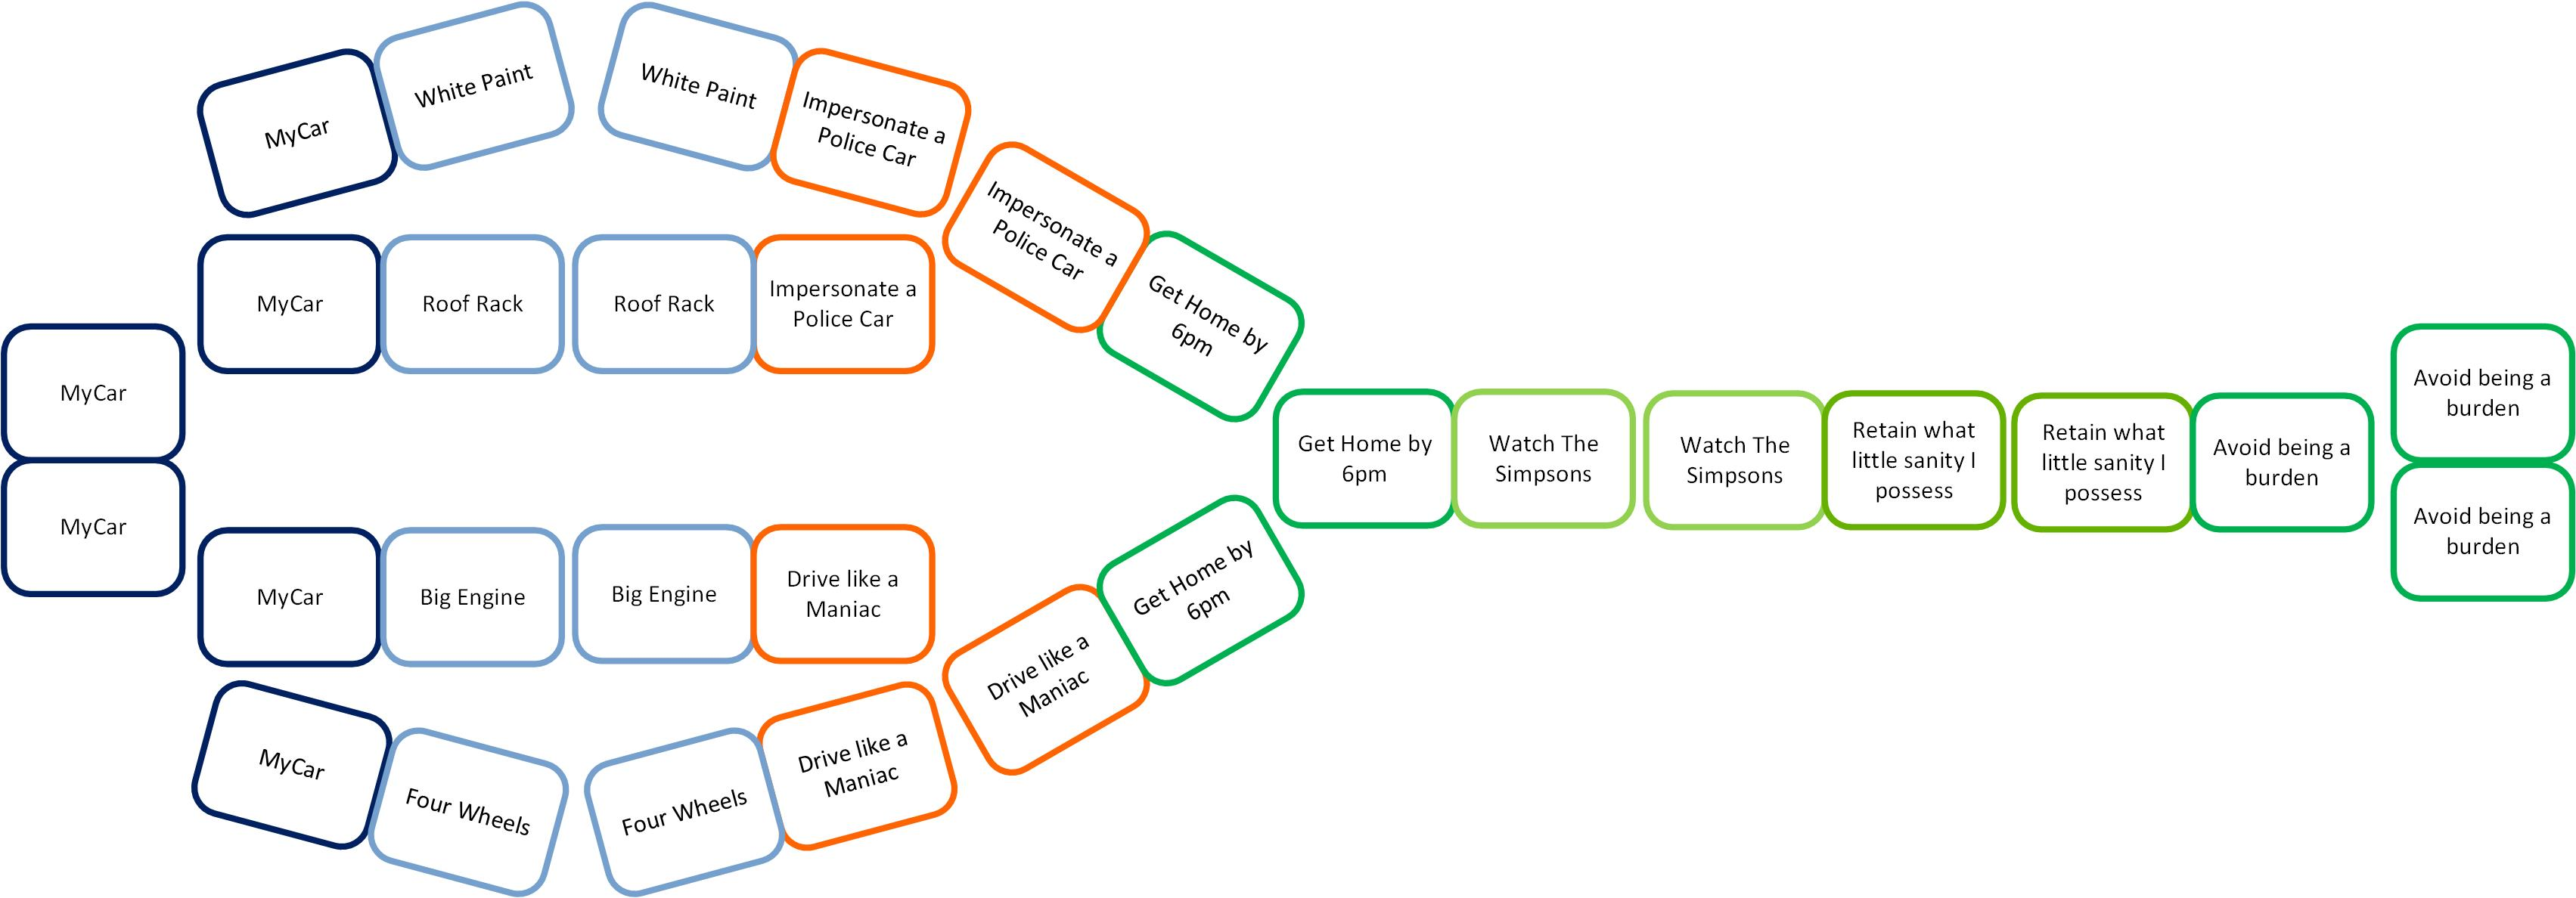 MyCar
White Paint
White Paint
Impersonate a
Police Car
Impersonate a
Police Car
Get Home by
6pm
MyCar
Roof Rack
Roof Rack
Impersonate a
Police Car
MyCar
MyCar
MyCar
Big Engine
Big Engine
Drive like a
Maniac
MyCar
Four Wheels
Four Wheels
Drive like a
Maniac
Drive like a
Maniac
Get Home by
6pm
Get Home by
6pm
Watch The
Simpsons
Watch The
Simpsons
Retain what
little sanity I
possess
Retain what
little sanity I
possess
Avoid being a
burden
Avoid being a
burden
Avoid being a
burden